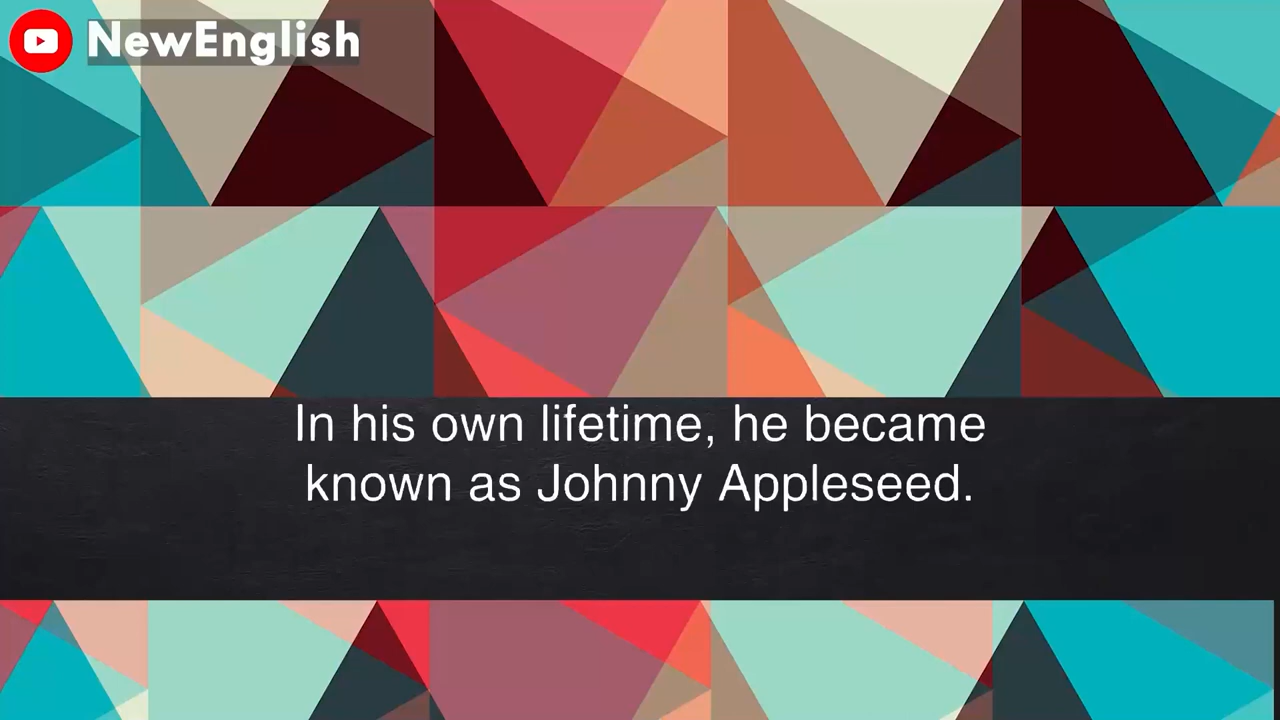 NewEnglish
In his own lifetime, he became
known as Johnny Appleseed.